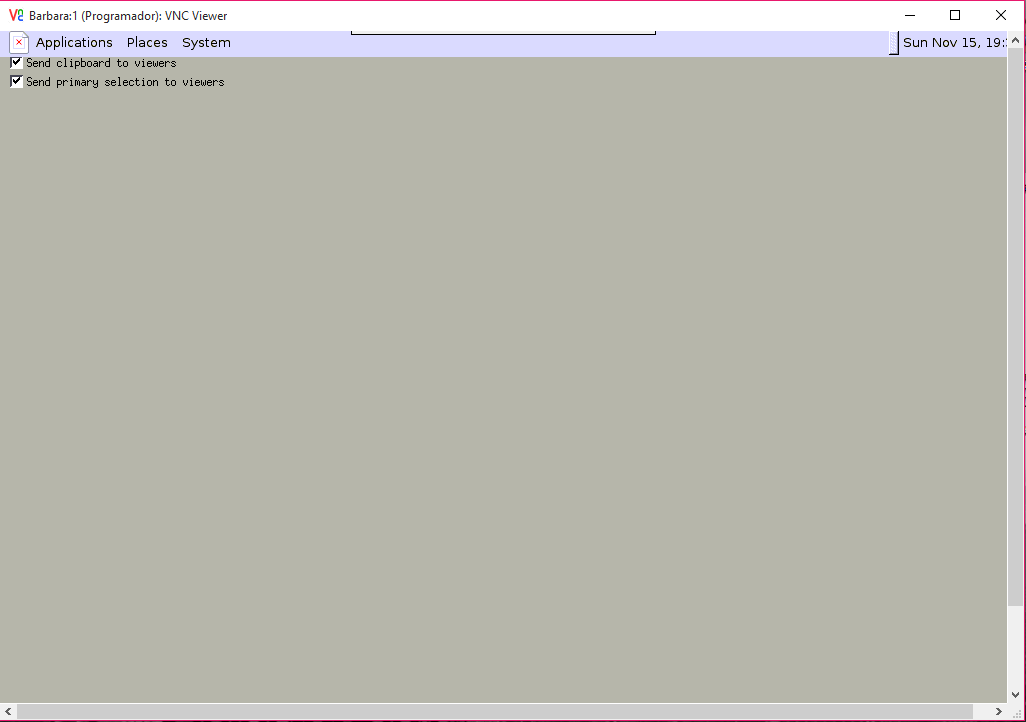 Barbara:1 (Programador): VNC Viewer
Applications Places System Sun Nov 15, 19:
Send clipboard to viewers
Send primary selection to viewers